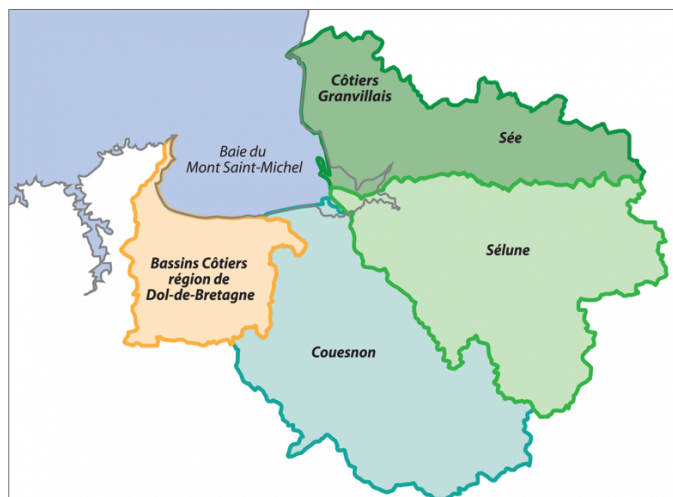 Côtiers
Granvillais
Sée
Baie du
Mont Saint-Michel
Sélune
Bassins Côtiers
région de
Dol-de-Bretagne
Couesnon